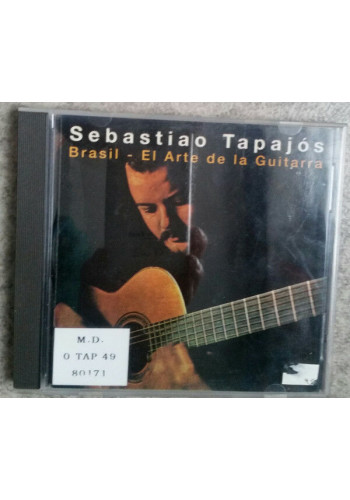 Sebastiao Tapajós
Brasil - El Arte de la Guitarra
M.D.
0 TAP 49
80171